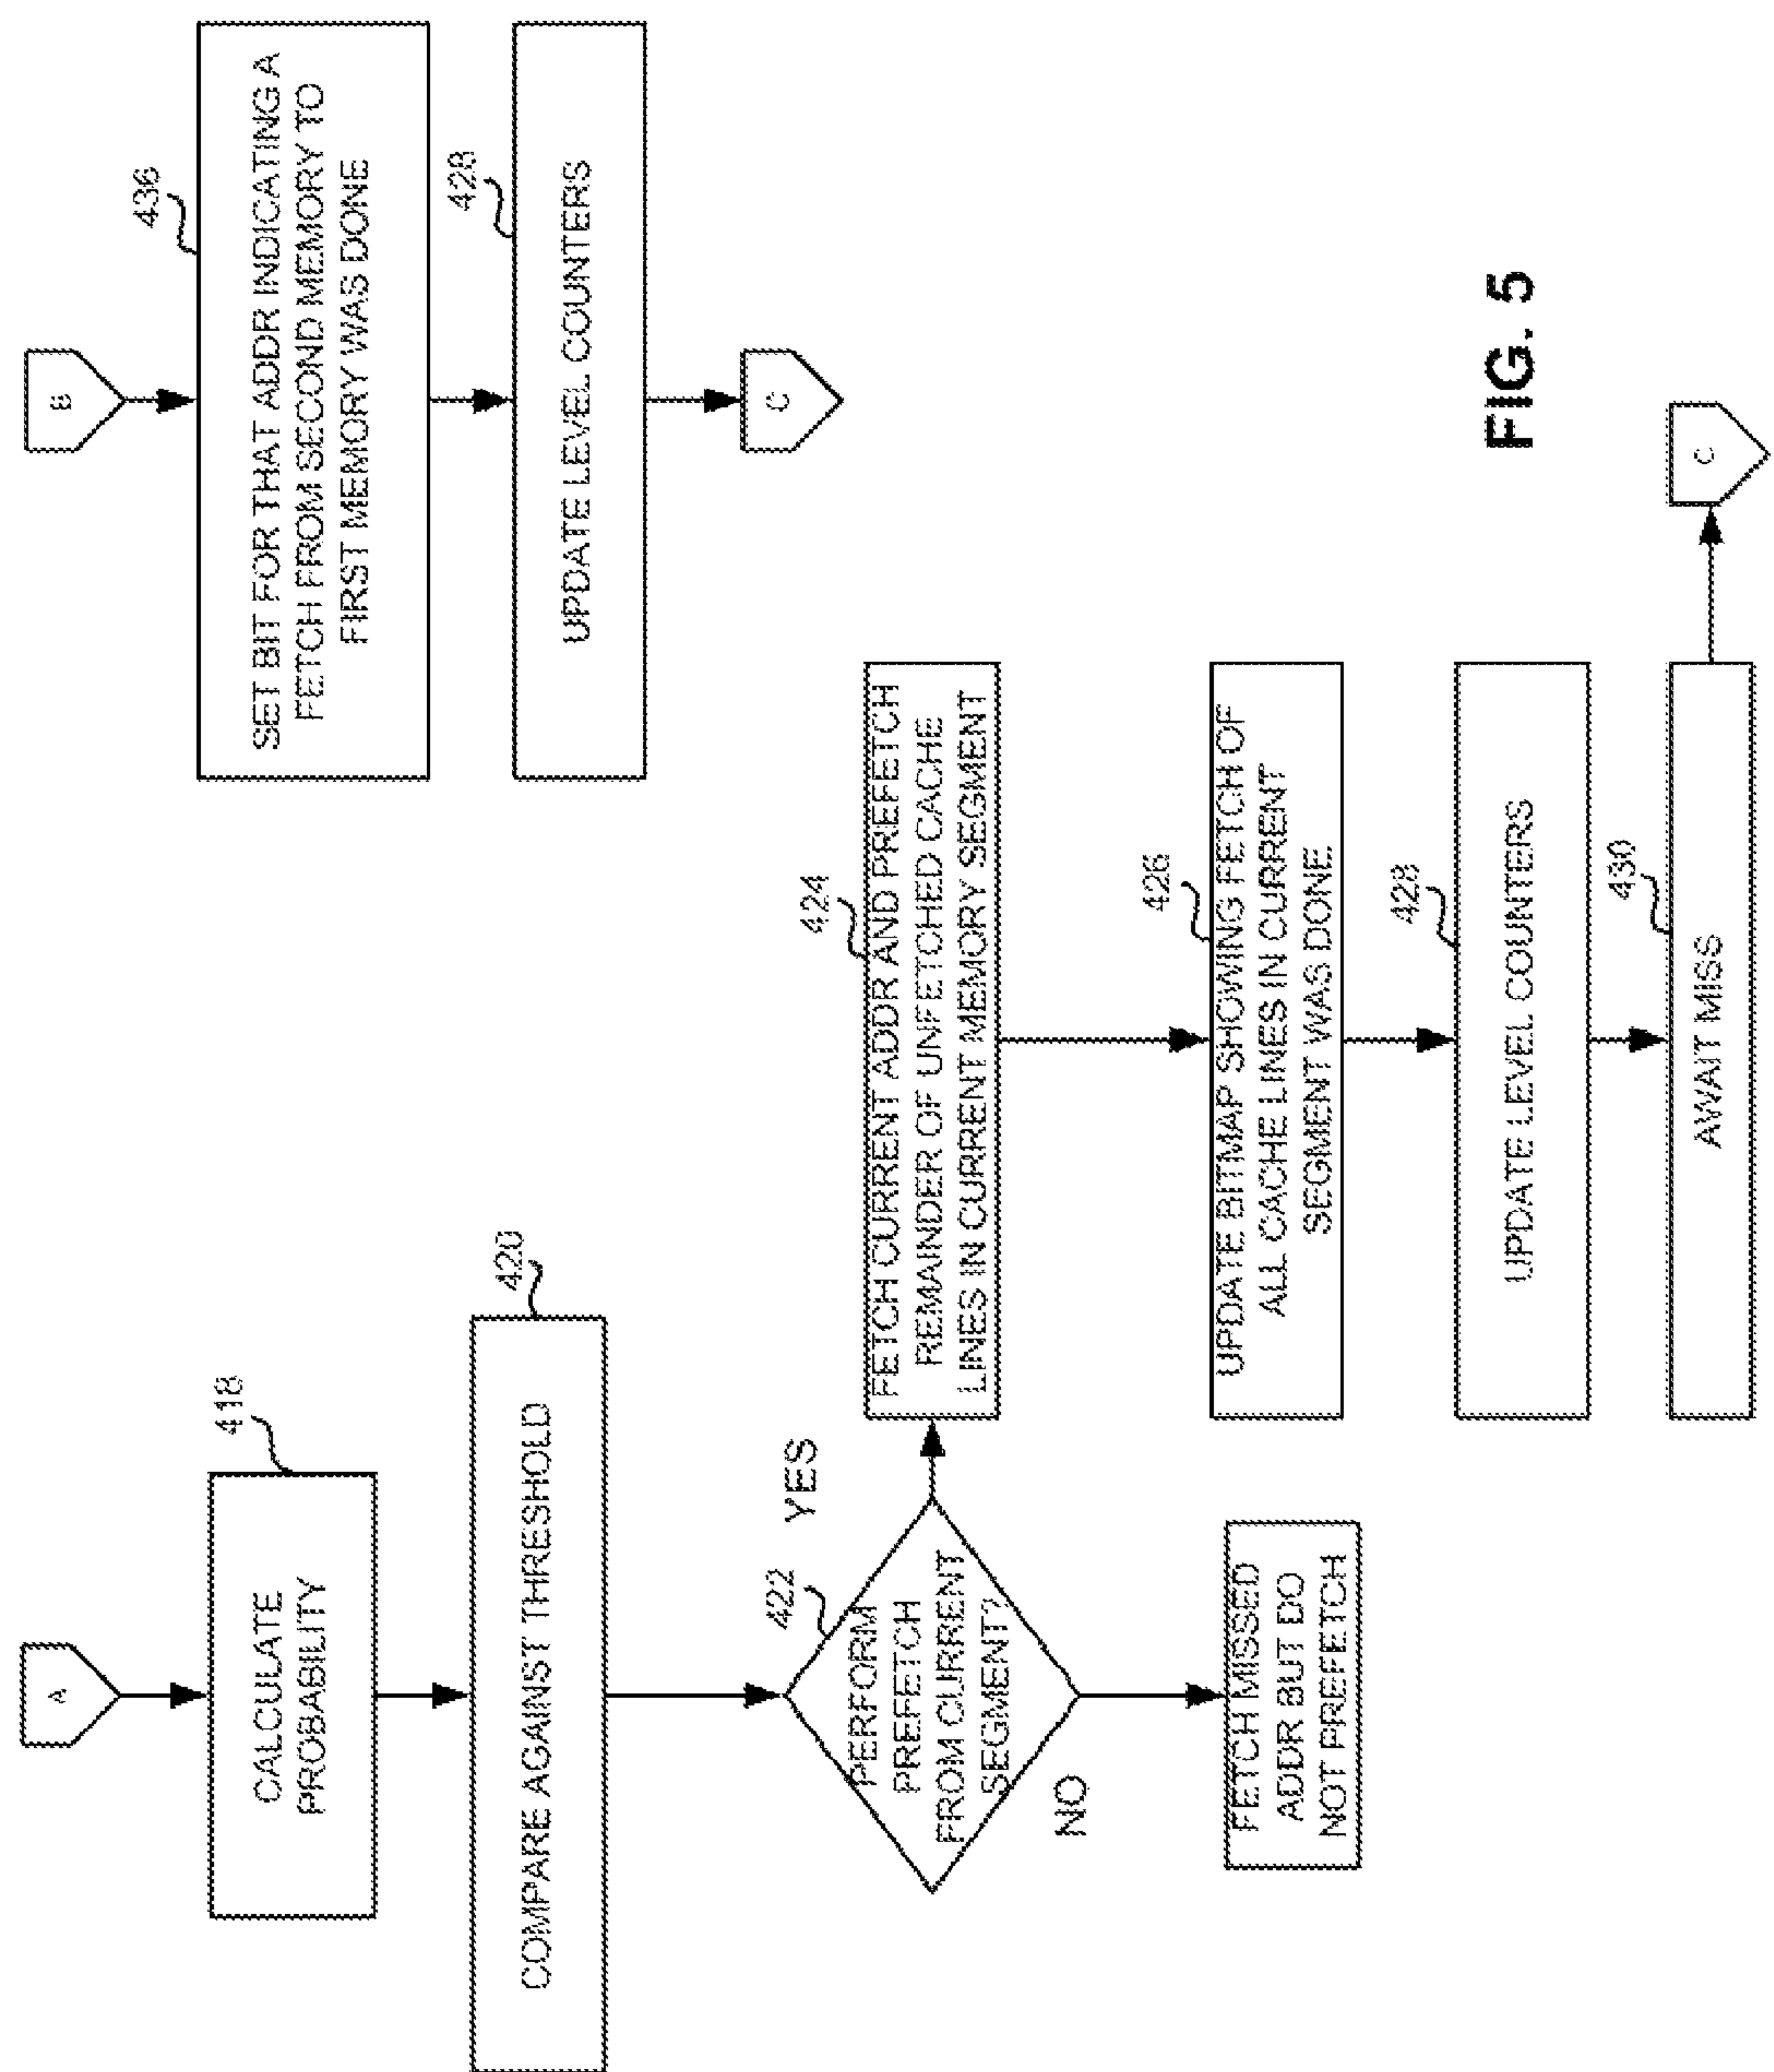 A
418
CALCULATE
PROBABILITY
420
COMPARE AGAINST THRESHOLD
422
PERFORM
PREFETCH
FROM CURRENT
SEGMENT?
YES
NO
FETCH MISSED
ADDR BUT DO
NOT PREFETCH
424
FETCH CURRENT ADDR AND PREFETCH
REMAINDER OF UNFETCHED CACHE
LINES IN CURRENT MEMORY SEGMENT
426
UPDATE BITMAP SHOWING FETCH OF
ALL CACHE LINES IN CURRENT
SEGMENT WAS DONE
428
UPDATE LEVEL COUNTERS
430
AWAIT MISS
C
B
436
SET BIT FOR THAT ADDR INDICATING A
FETCH FROM SECOND MEMORY TO
FIRST MEMORY WAS DONE
428
UPDATE LEVEL COUNTERS
C
FIG. 5